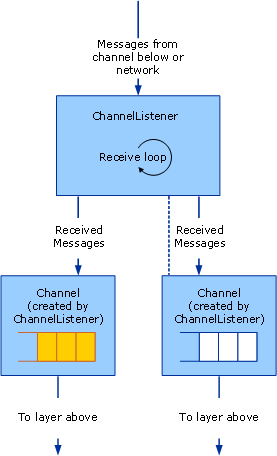 Messages from
channel below or
network
ChannelListener
Receive loop
Received
Messages
Received
Messages
Channel
(created by
ChannelListener)
Channel
(created by
ChannelListener)
To layer above
To layer above